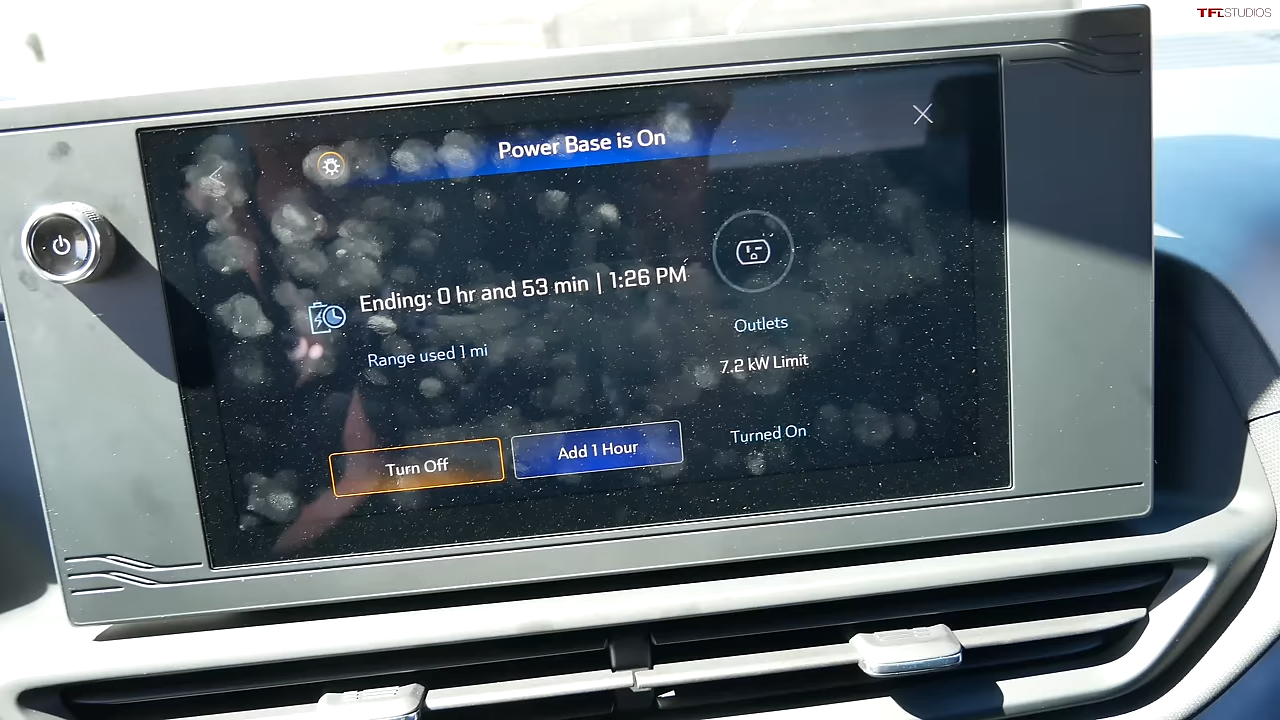 TFLSTUDIOS
Power Base is On
Ending: 0 hr and 53 min | 1:26 PM
Range used 1 mi
Outlets
7.2 kW Limit
Turned On
Turn Off
Add 1 Hour